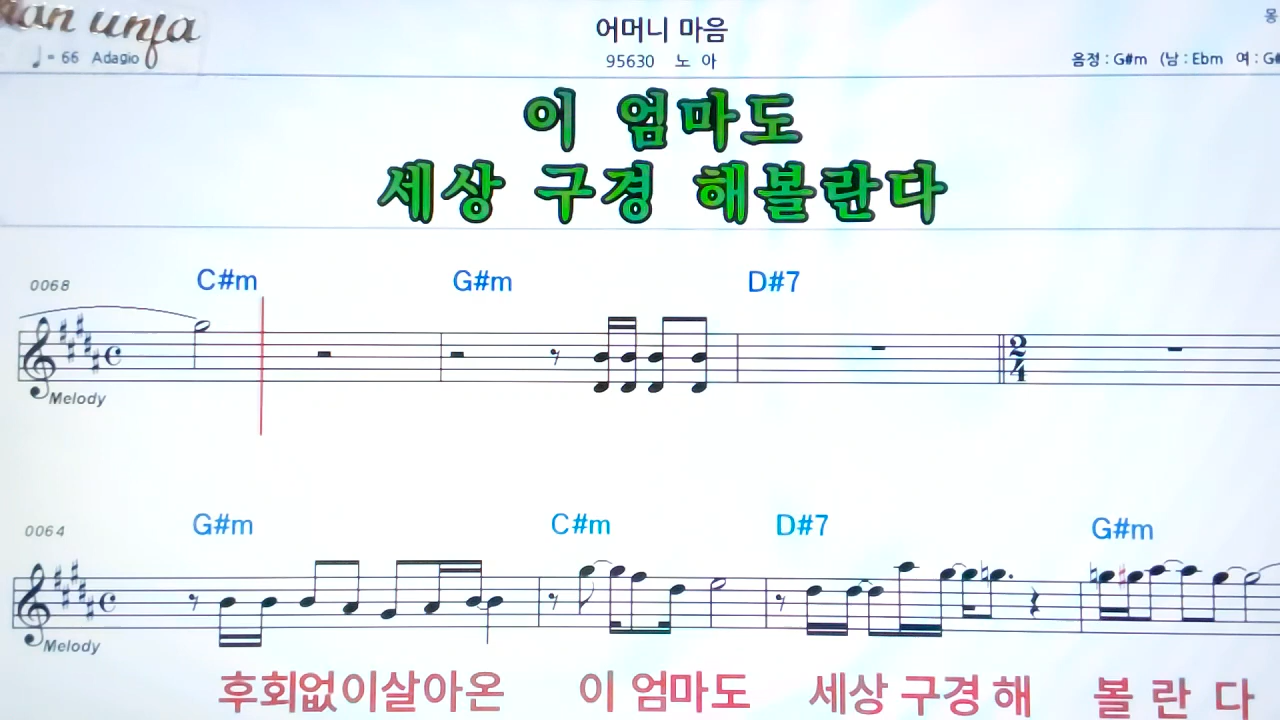 어머니 마음
♩= 66 Adagio
95630 노 아
음정 : G#m (남 : Ebm 여 : G#
이 엄마도
세상 구경 해볼란다
0068 C#m G#m D#7
2
4
Melody
0064 G#m C#m D#7 G#m
Melody
후회없이살아온 이 엄마도 세상 구경 해 볼 란 다